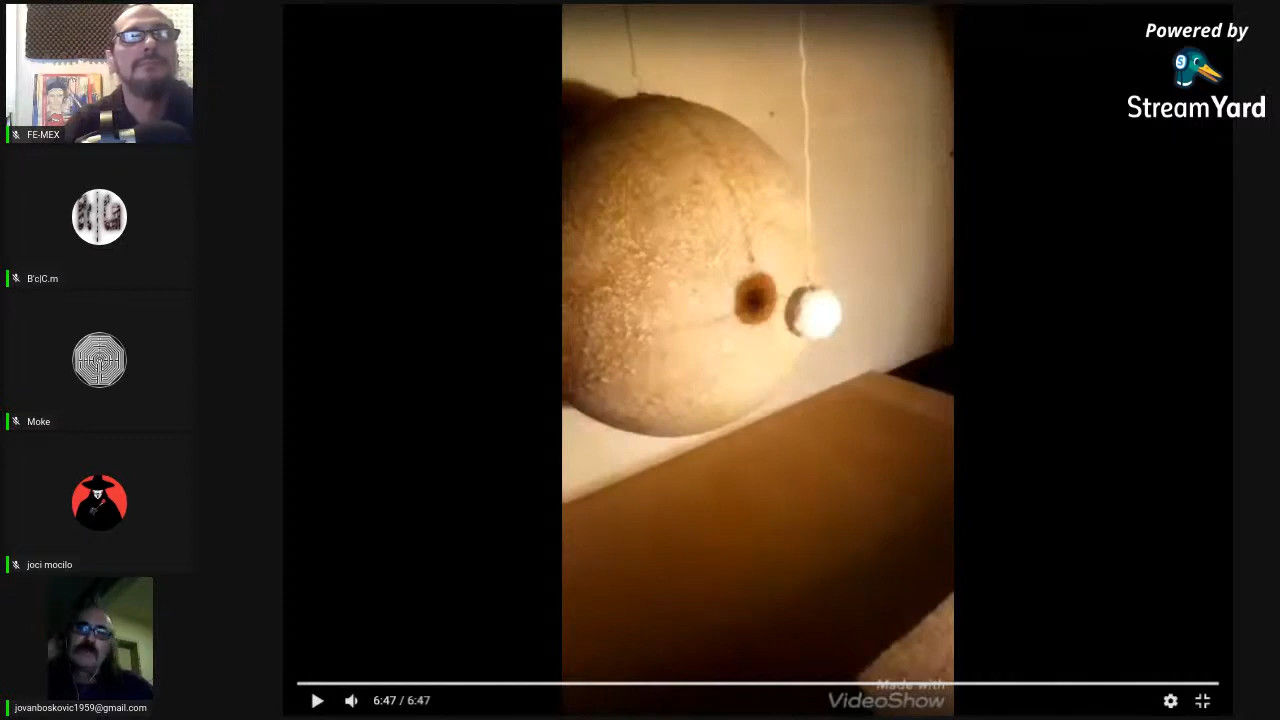 Powered by
StreamYard
FE-MEX
B'c|C.m
Moke
joci mocilo
jovanboskovic1959@gmail.com
6:47 / 6:47
Made with
VideoShow